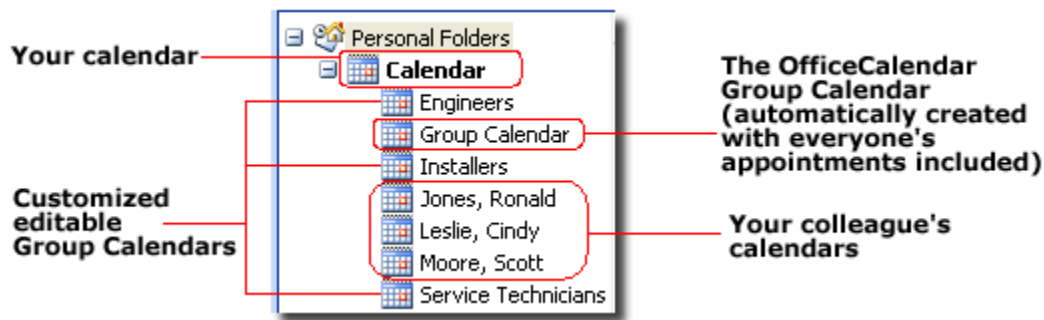 Your calendar
Customized
editable
Group Calendars
Personal Folders
Calendar
Engineers
Group Calendar
Installers
Jones, Ronald
Leslie, Cindy
Moore, Scott
Service Technicians
The OfficeCalendar
Group Calendar
(automatically created
with everyone's
appointments included)
Your colleague's
calendars